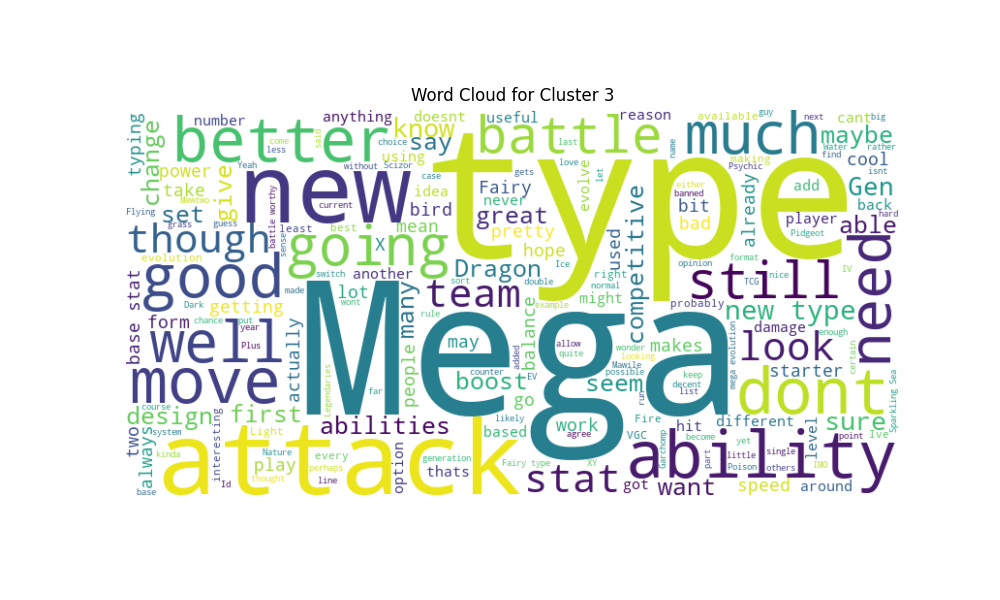 Word Cloud for Cluster 3
typing
number
anything
doesnt
useful
reason
available
guy
next
cant
big
change
better
come
less
said
choice
know
say
last
battle
name
much
Water
rather
maybe
find
isnt
power
Yeah
without
Scizor
using
gets
love
let
evolve
making
Psychic
cool
take
Mewtwo
give
new
case
idea
Fairy
never
type
either
banned
add
Gen
back
Flying
set
grass
guess
current
bird
great
bit
already
player
able
hard
though
battle worthy
sense
least
best
mean
pretty
hope
used
competitive
bad
Pidgeot
need
evolution
going
X
opinion
format
good
switch
another
sort
Dragon
Ice
double
right
normal
still
TCG
nice
IV
base stat
Dark
made
lot
wont
many
team
example
might
probably
new type
getting
chance
put
form
year
Plus
actually
rule
balance
added
allow
quite
wonder
looking
makes
mega evolution
damage
enough
certain
well
Mega
may
people
Legendaries
far
boost
counter
EV
go
Mawile
possible
seem
run
keep
decent
list
look
starter
Sparkling Sea
move
design
course
first
abilities
likely
based
work
agree
Fire
VGC
hit
become
different
dont
sure
level
point
Ive
two
system
always
kinda
interesting
Light
Nature
every
thats
generation
Fairy type
XY
Garchomp
part
yet
little
single
ability
attack
play
perhaps
thought
line
option
stat
got
want
Poison
others
IMO
speed
around
base
Id